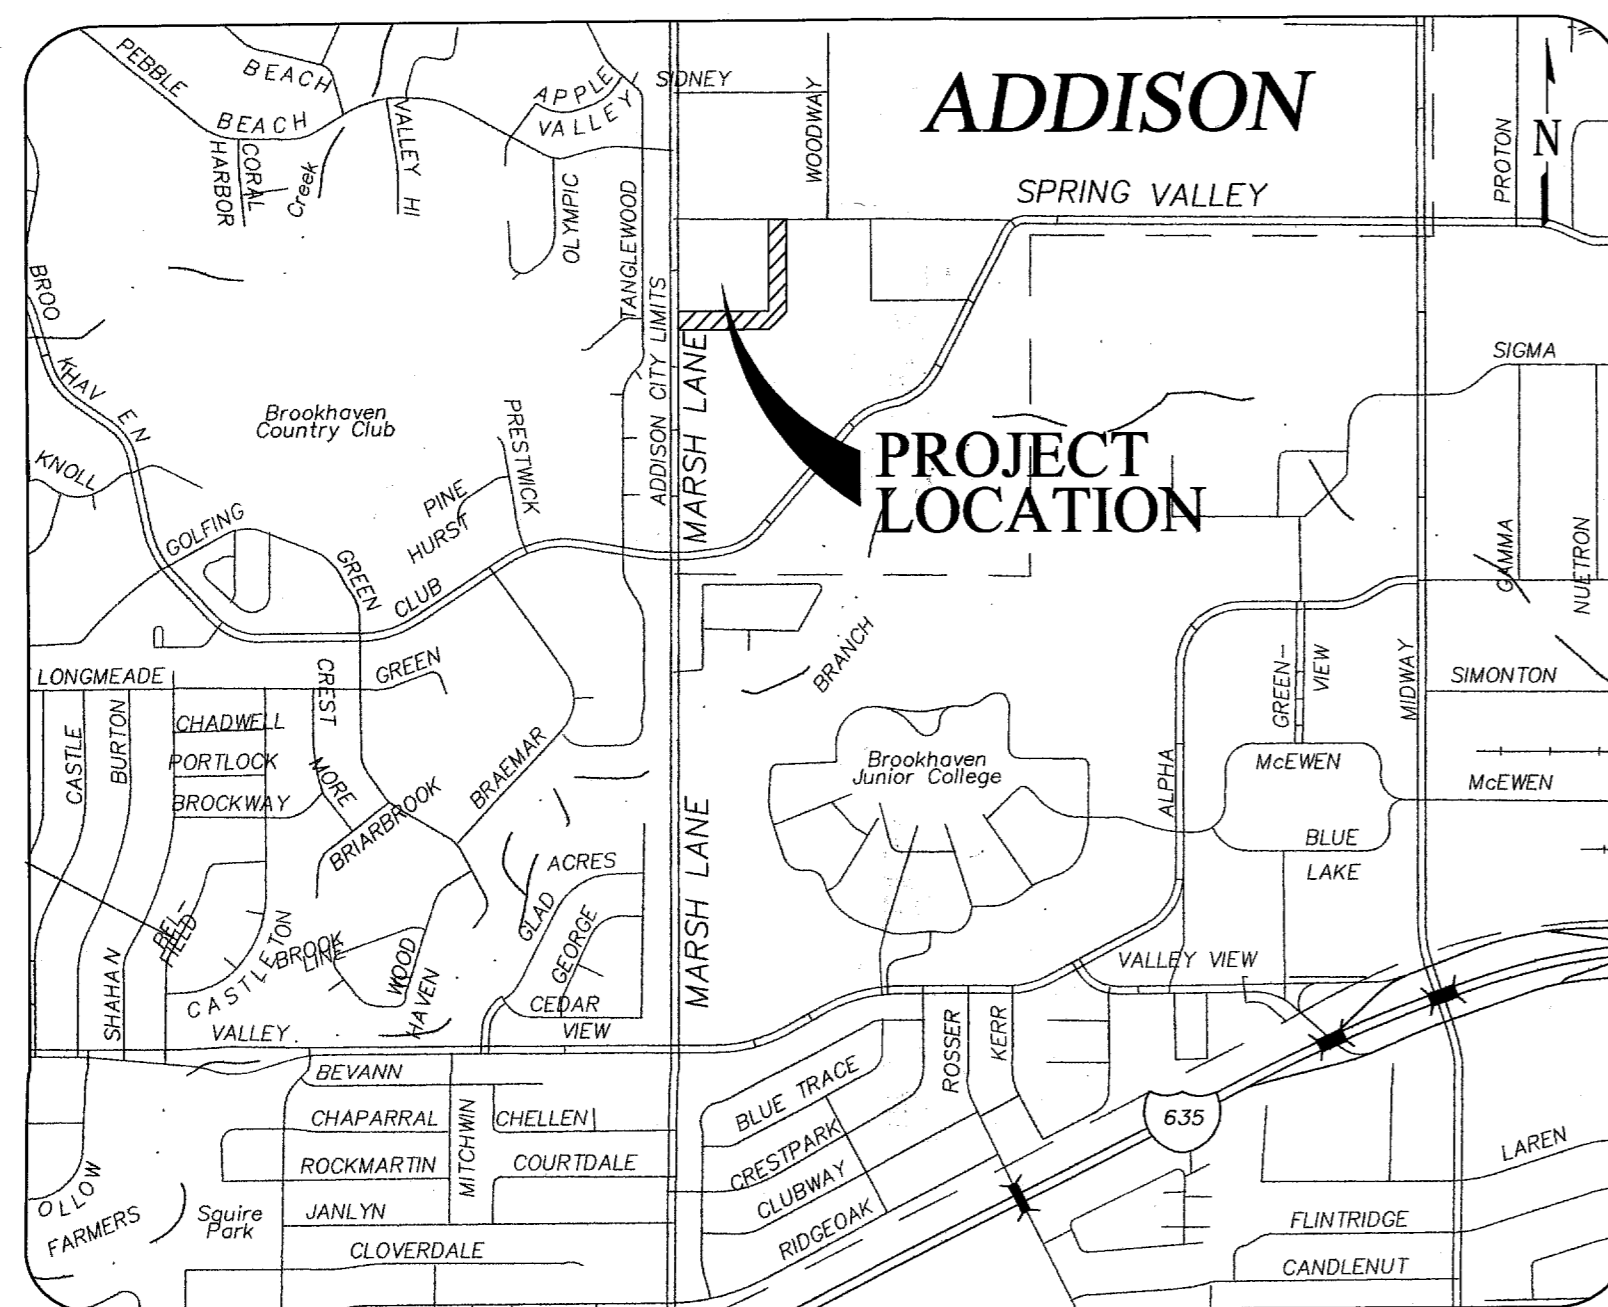 PEBBLE
BEACH
BEACH
APPLE
VALLEY
SIDNEY
WOODWAY
ADDISON
PROTON
N
HARBOR
CORAL
Creek
VALLEY HI
OLYMPIC
TANGLEWOOD
SPRING VALLEY
BROO
KHAV
EN
ADDISON CITY LIMITS
MARSH LANE
SIGMA
Brookhaven
Country Club
PRESTWICK
PROJECT
LOCATION
KNOLL
PINE
HURST
GOLFING
GREEN
CLUB
GAMMA
NUETRON
BRANCH
LONGMEADE
CREST
GREEN
GREEN-
VIEW
MIDWAY
SIMONTON
CASTLE
BURTON
CHADWELL
PORTLOCK
BROCKWAY
MORE
BRIARBROOK
BRAEMAR
MARSH LANE
Brookhaven
Junior College
ALPHA
McEWEN
McEWEN
BLUE
LAKE
ACRES
GLAD
GEORGE
BEL-
FIELD
CASTLETON
BROOK
LINE
WOOD
HAVEN
SHAHAN
CEDAR
VALLEY
VIEW
VALLEY VIEW
BEVANN
ROSSER
KERR
BLUE TRACE
635
CHAPARRAL
MITCHWIN
CHELLEN
CRESTPARK
LAREN
ROCKMARTIN
COURTDALE
CLUBWAY
OLLOW
FARMERS
Squire
Park
JANLYN
RIDGEOAK
FLINTRIDGE
CLOVERDALE
CANDLENUT